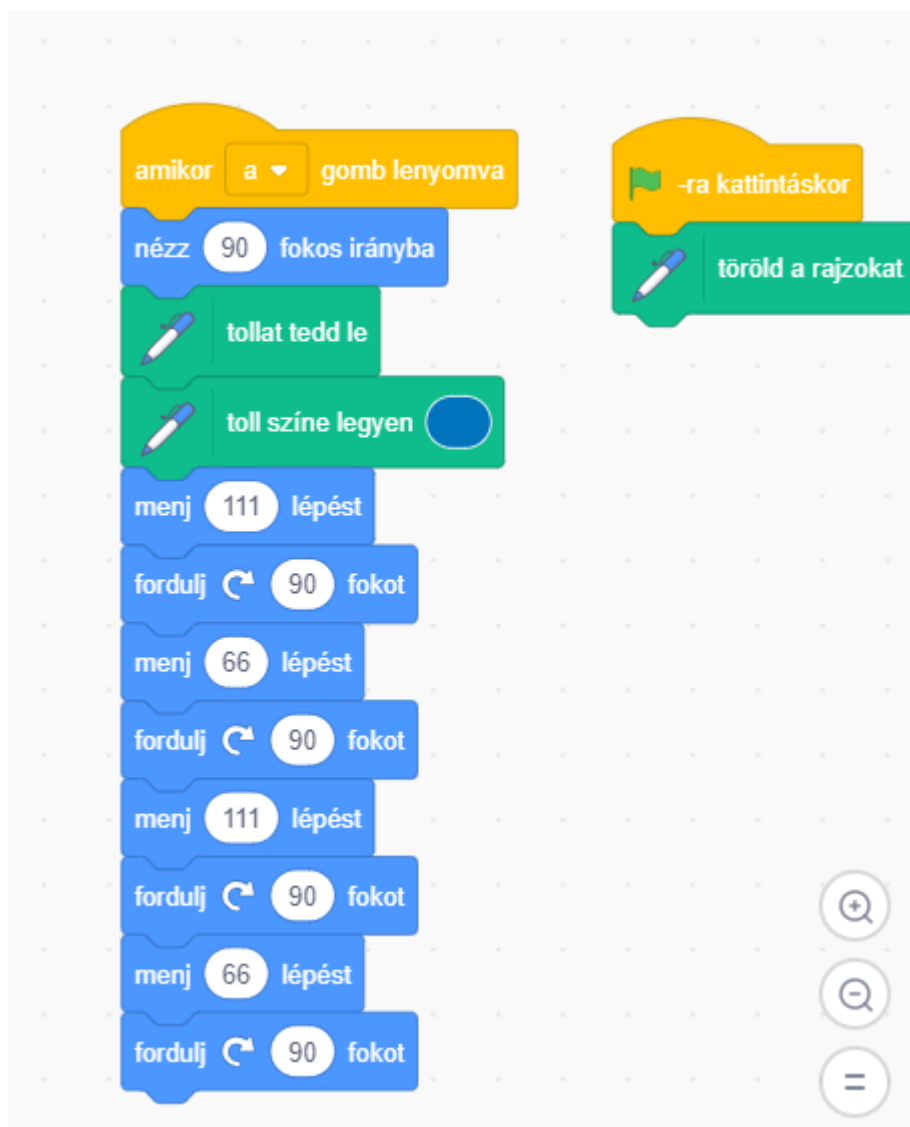 amikor a gomb lenyomva
nézz 90 fokos irányba
tollat tedd le
toll színe legyen
menj 111 lépést
fordulj 90 fokot
menj 66 lépést
fordulj 90 fokot
menj 111 lépést
fordulj 90 fokot
menj 66 lépést
fordulj 90 fokot
-ra kattintáskor
töröld a rajzokat